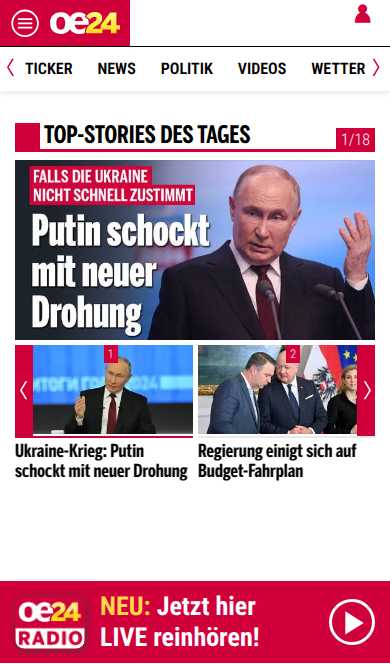 oe24
TICKER NEWS POLITIK VIDEOS WETTER
TOP-STORIES DES TAGES
1/18
FALLS DIE UKRAINE
NICHT SCHNELL ZUSTIMMT
Putin schockt
mit neuer
Drohung
1
2
ИТОГИ ГОДА 2024
Ukraine-Krieg: Putin
schockt mit neuer Drohung
Regierung einigt sich auf
Budget-Fahrplan
oe24
RADIO
NEU: Jetzt hier
LIVE reinhören!